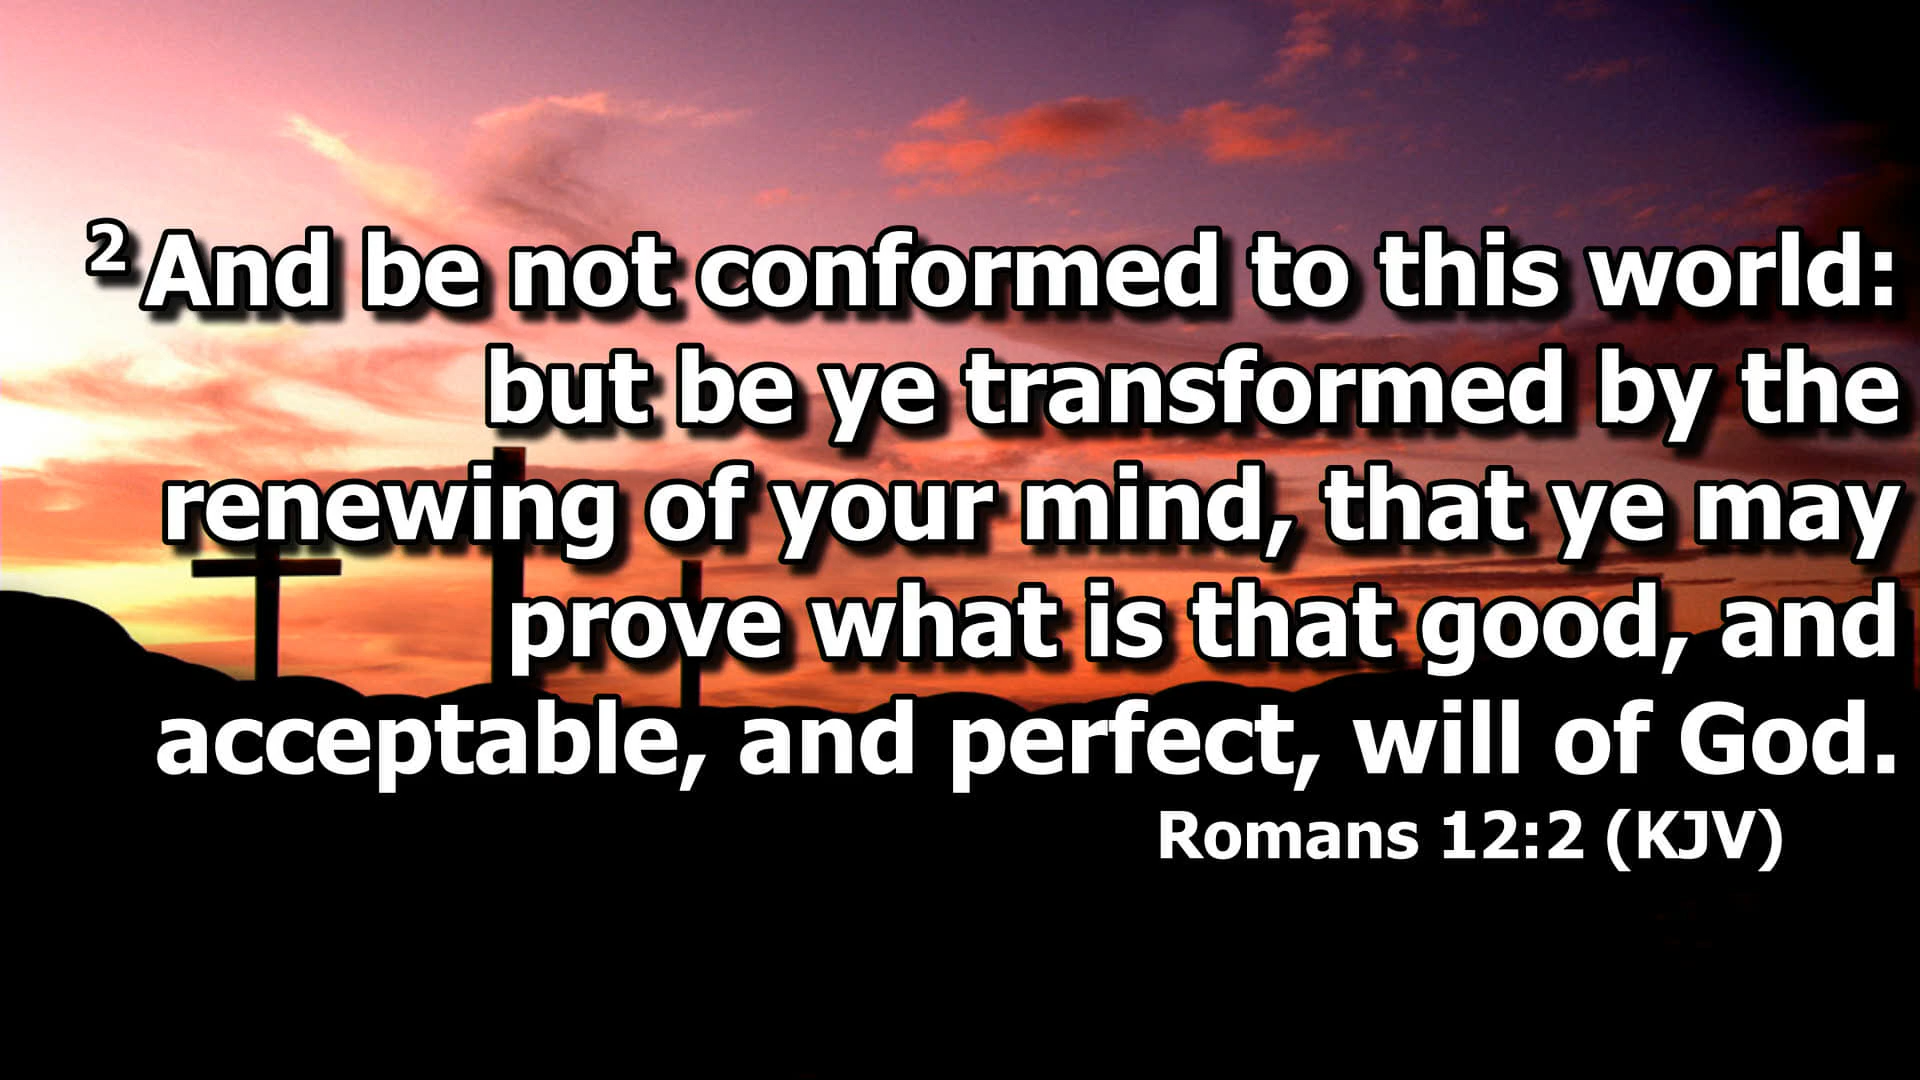 2 And be not conformed to this world:
but be ye transformed by the
renewing of your mind, that ye may
prove what is that good, and
acceptable, and perfect, will of God.
Romans 12:2 (KJV)